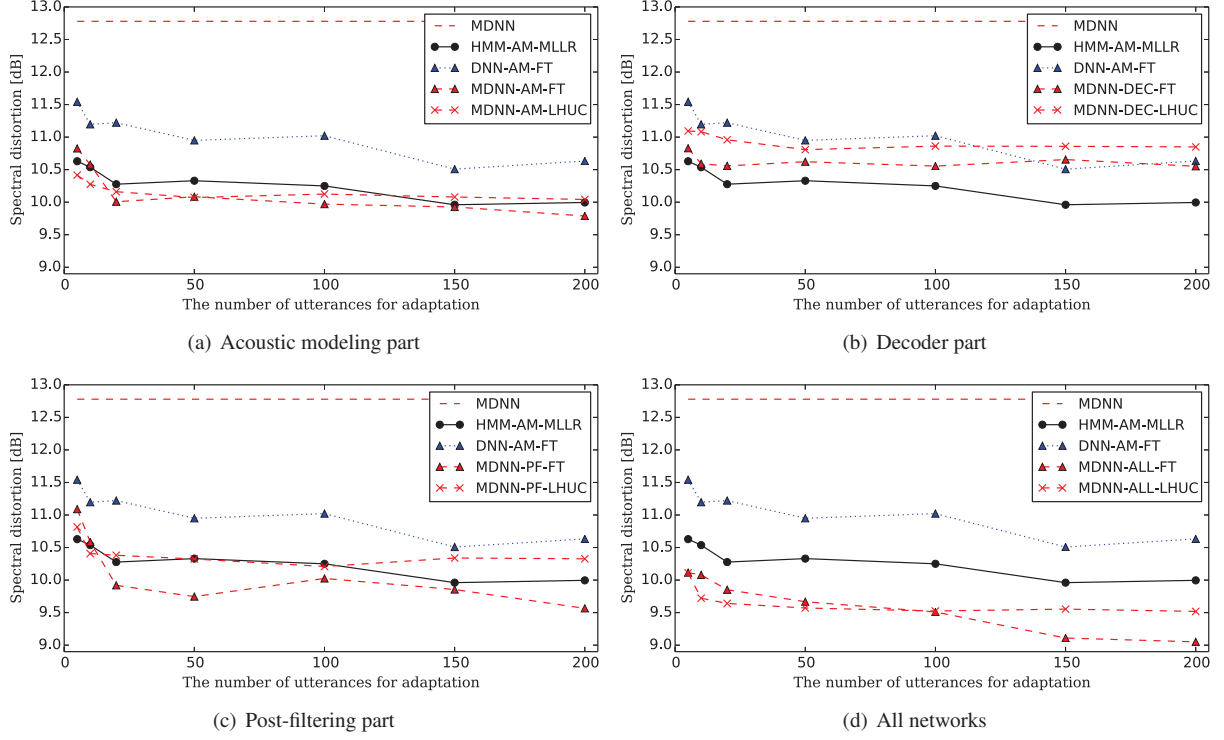 13.0
12.5
12.0
11.5
11.0
10.5
10.0
9.5
9.0
Spectral distortion [dB]
0 50 100 150 200
The number of utterances for adaptation
MDNN
HMM-AM-MLLR
DNN-AM-FT
MDNN-AM-FT
MDNN-AM-LHUC
(a) Acoustic modeling part
13.0
12.5
12.0
11.5
11.0
10.5
10.0
9.5
9.0
Spectral distortion [dB]
0 50 100 150 200
The number of utterances for adaptation
MDNN
HMM-AM-MLLR
DNN-AM-FT
MDNN-DEC-FT
MDNN-DEC-LHUC
(b) Decoder part
13.0
12.5
12.0
11.5
11.0
10.5
10.0
9.5
9.0
Spectral distortion [dB]
0 50 100 150 200
The number of utterances for adaptation
MDNN
HMM-AM-MLLR
DNN-AM-FT
MDNN-PF-FT
MDNN-PF-LHUC
(c) Post-filtering part
13.0
12.5
12.0
11.5
11.0
10.5
10.0
9.5
9.0
Spectral distortion [dB]
0 50 100 150 200
The number of utterances for adaptation
MDNN
HMM-AM-MLLR
DNN-AM-FT
MDNN-ALL-FT
MDNN-ALL-LHUC
(d) All networks